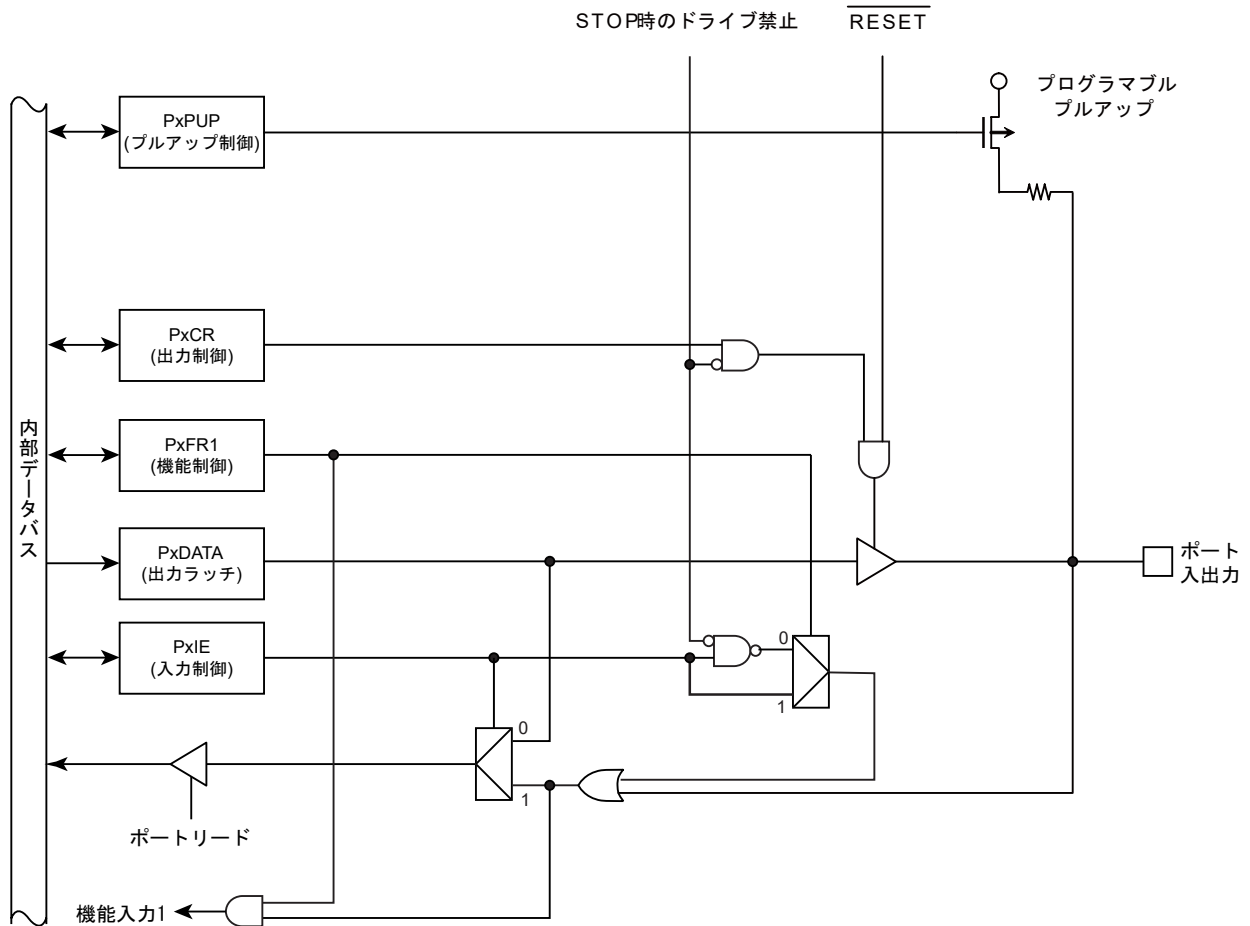 STOP時のドライブ禁止
RESET
プログラマブル
プルアップ
PxPUP
(プルアップ制御)
PxCR
(出力制御)
PxFR1
(機能制御)
内部データバス
PxDATA
(出力ラッチ)
ポート
入出力
PxIE
(入力制御)
0
1
0
1
ポートリード
機能入力1